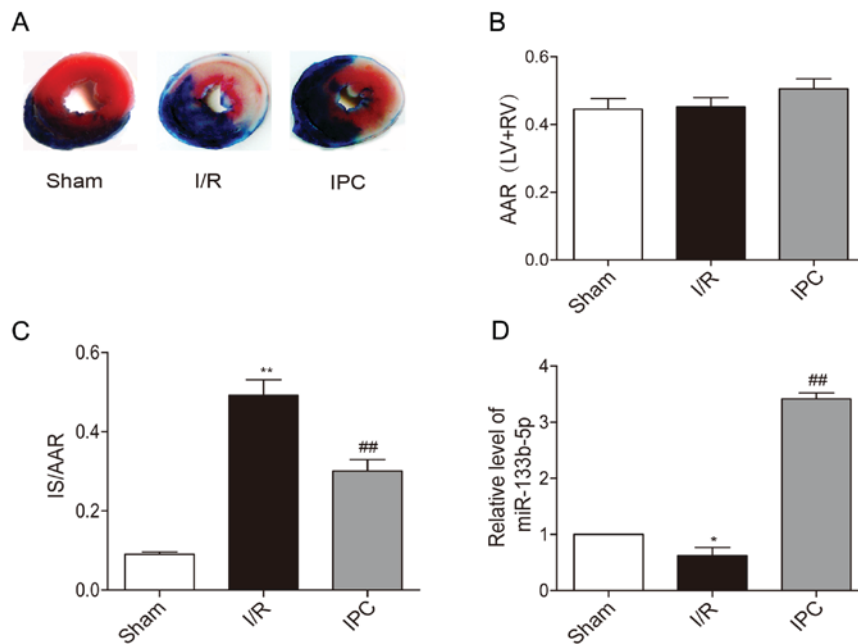 A
Sham
I/R
IPC
B
AAR (LV+RV)
0.6
0.4
0.2
0.0
Sham
I/R
IPC
C
IS/AAR
0.6
0.4
0.2
0.0
**
##
Sham
I/R
IPC
D
Relative level of
miR-133b-5p
4
3
2
1
0
*
##
Sham
I/R
IPC